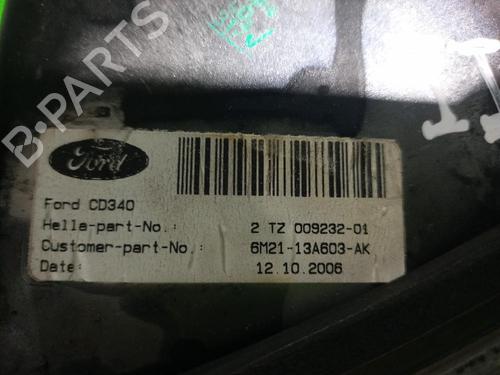 B-PARTS
Ford
Ford CD340
Hella-part-No.: 2 TZ 009232-01
Customer-part-No.: 6M21-13A603-AK
Date: 12.10.2006